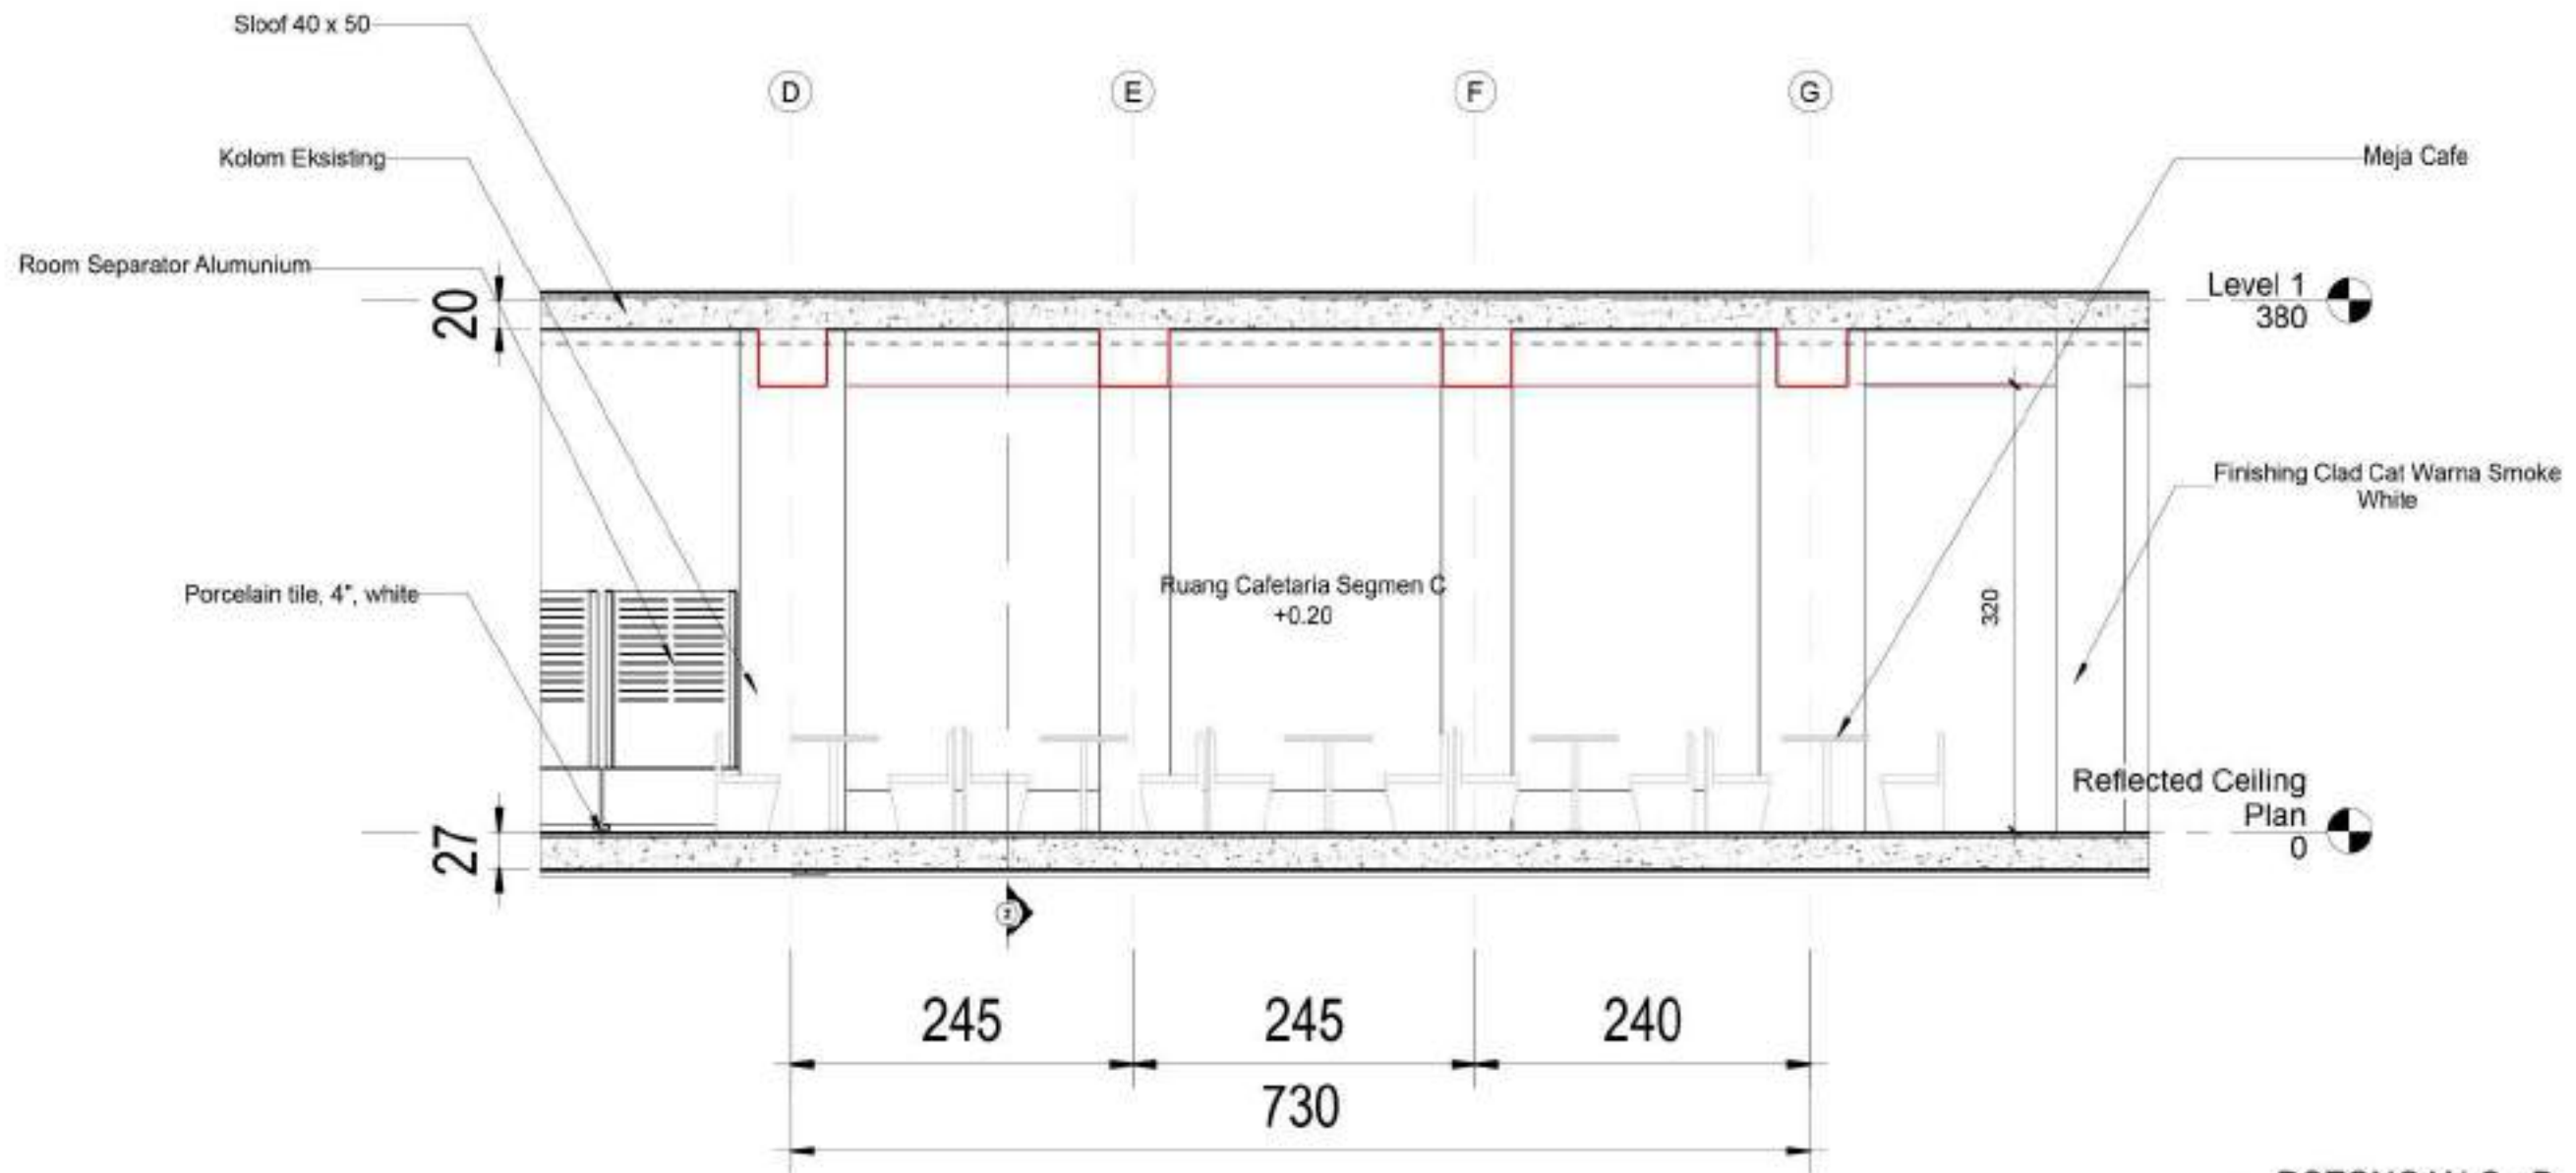 Sloof 40 x 50
D
E
F
G
Kolom Eksisting
Meja Cafe
Room Separator Alumunium
20
Level 1
380
Finishing Clad Cat Warna Smoke
White
Porcelain tile, 4", white
Ruang Cafetaria Segmen C
+0.20
320
Reflected Ceiling
Plan
0
27
2
245
245
240
730